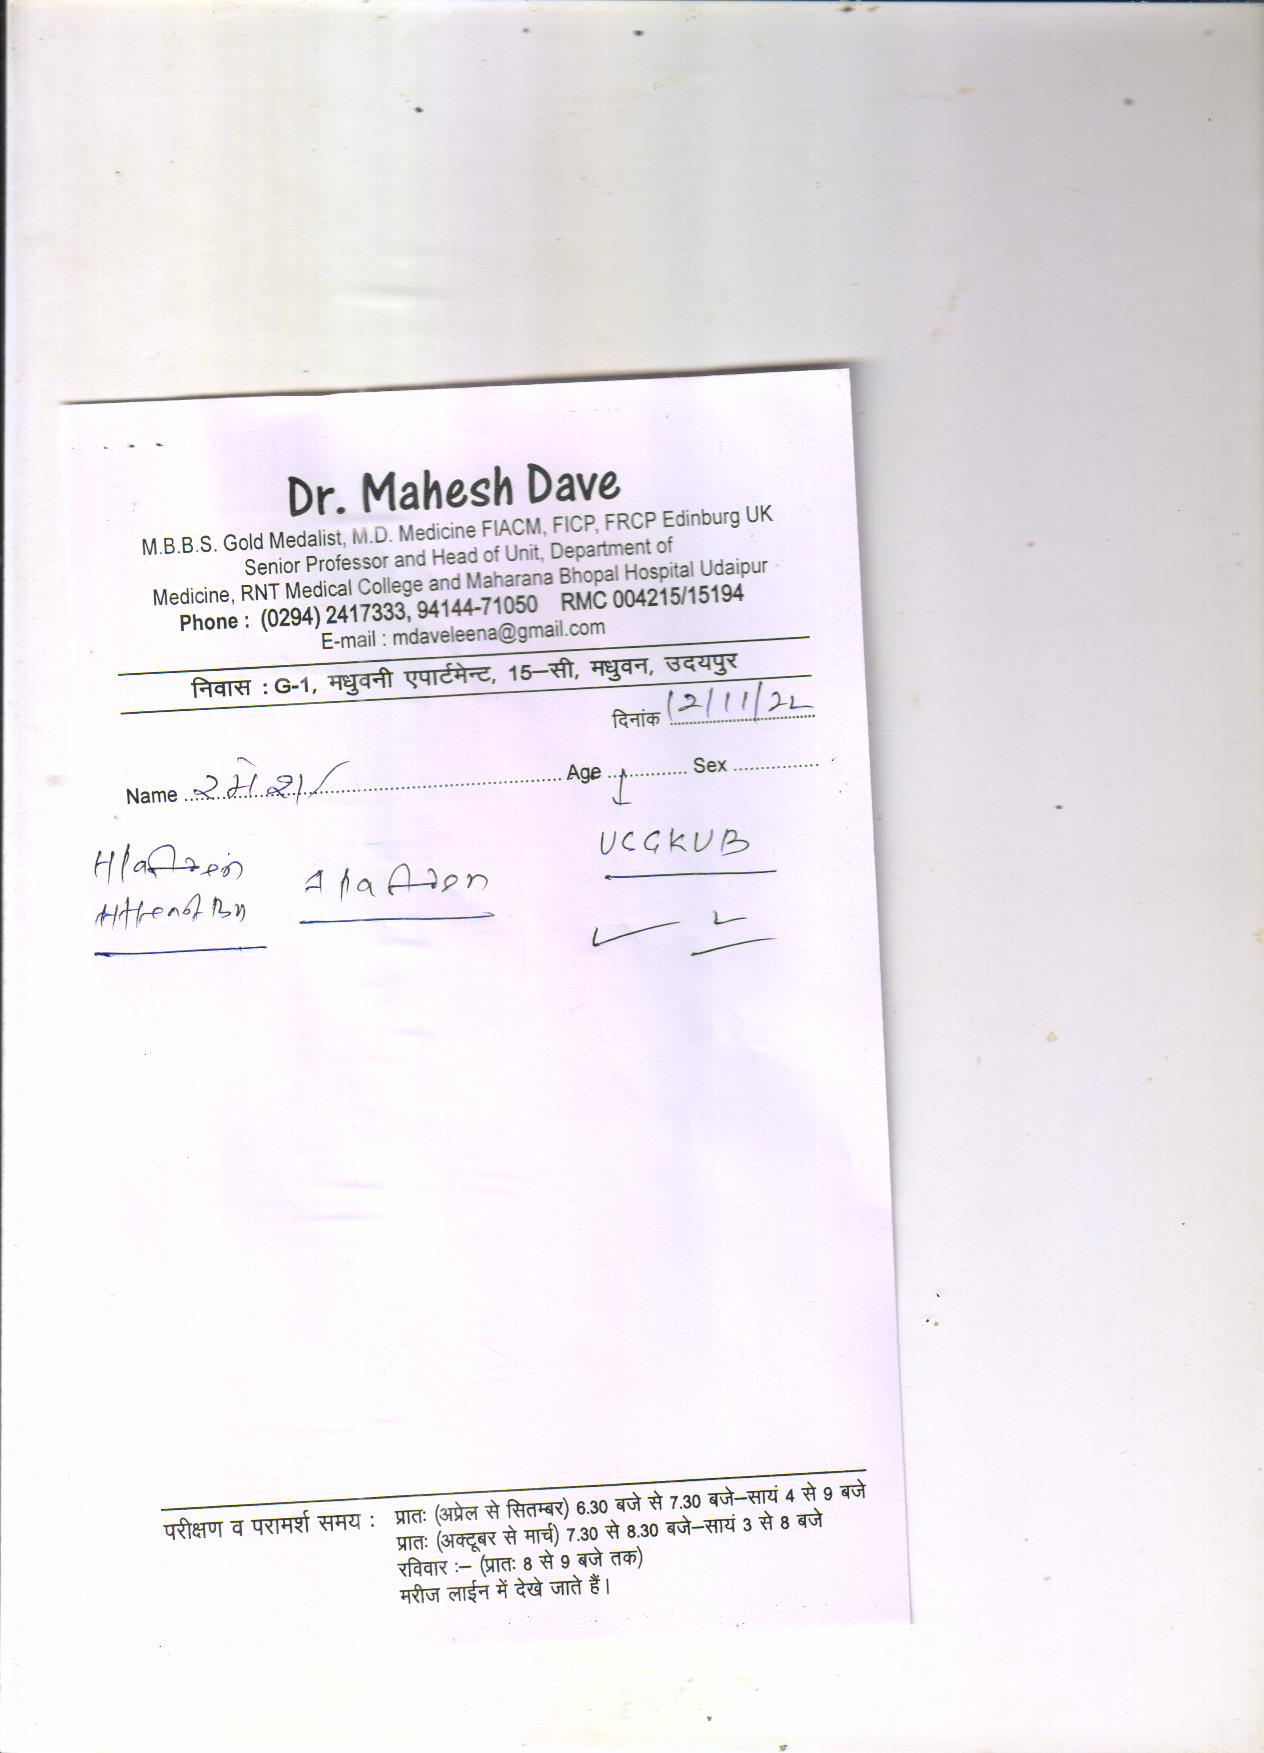 Dr. Mahesh Dave
M.B.B.S. Gold Medalist, M.D. Medicine FIACM, FICP, FRCP Edinburg UK
Senior Professor and Head of Unit, Department of
Medicine, RNT Medical College and Maharana Bhopal Hospital Udaipur
Phone : (0294) 2417333, 94144-71050 RMC 004215/15194
E-mail : mdaveleena@gmail.com
निवास : G-1, मधुवनी एपार्टमेन्ट, 15–सी, मधुवन, उदयपुर
दिनांक 12/11/22
Name रमेश Age Sex
UCGKUB
परीक्षण व परामर्श समय : प्रातः (अप्रेल से सितम्बर) 6.30 बजे से 7.30 बजे–सायं 4 से 9 बजे
प्रातः (अक्टूबर से मार्च) 7.30 से 8.30 बजे–सायं 3 से 8 बजे
रविवार :– (प्रातः 8 से 9 बजे तक)
मरीज लाईन में देखे जाते हैं।